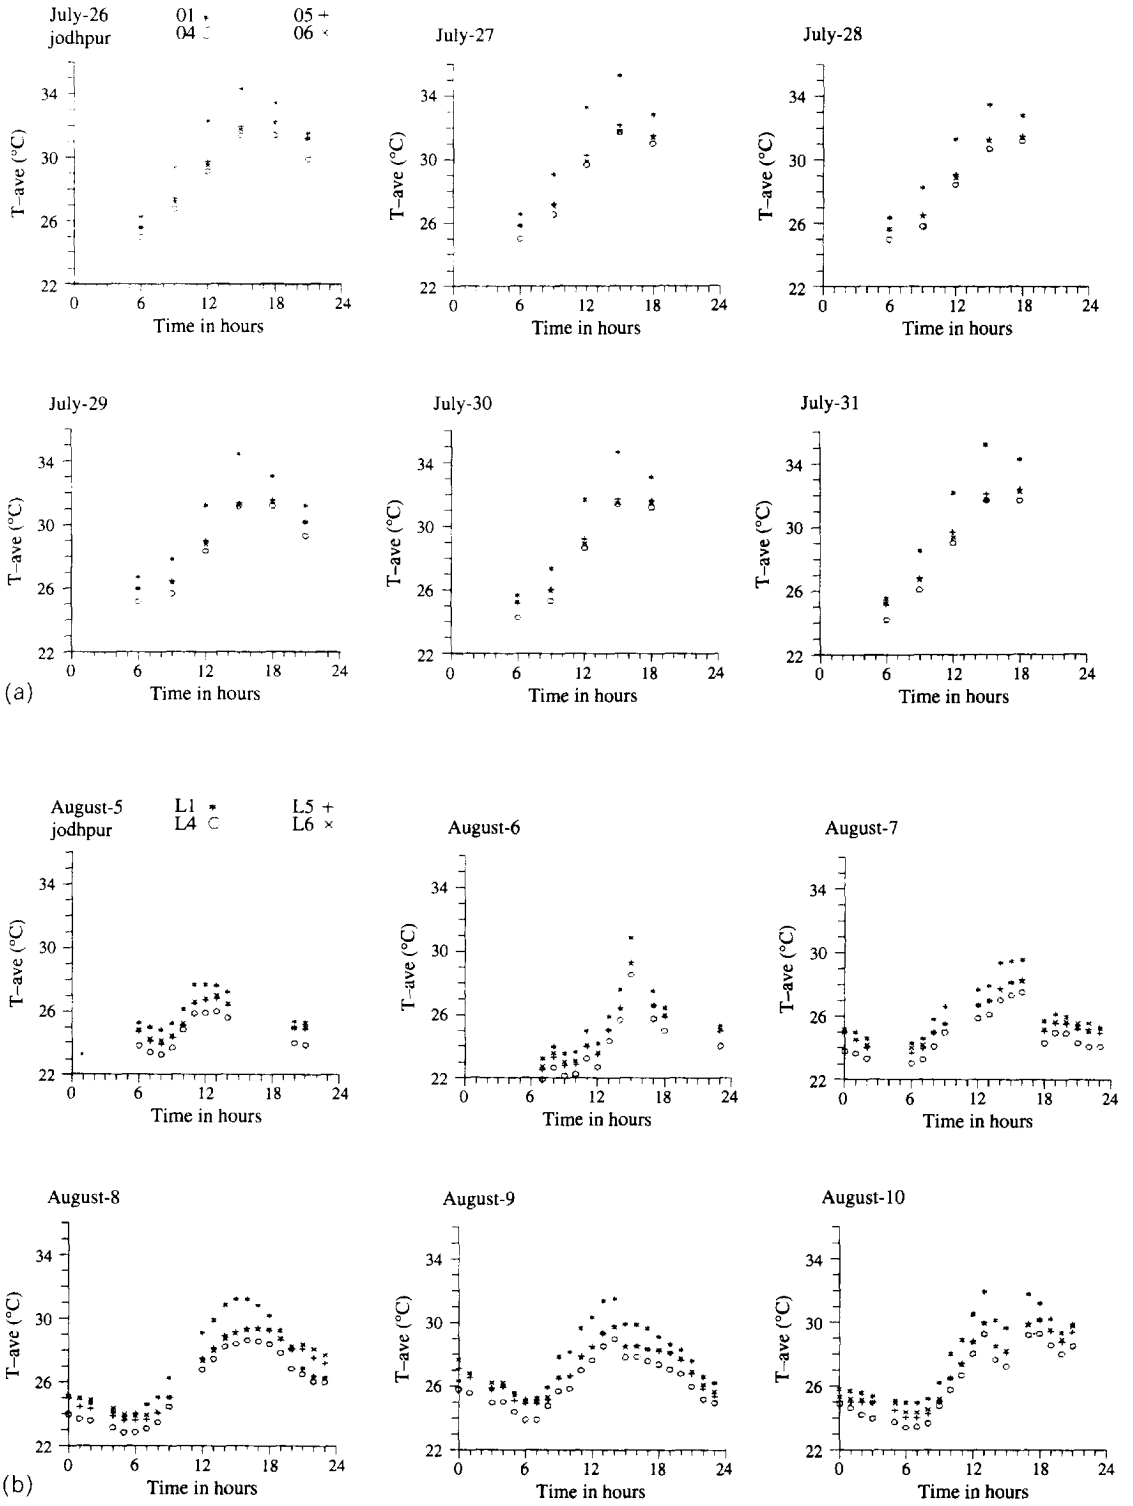 July-26 O1 * O5 +
jodhpur O4 ○ O6 ×
July-27
July-28
34
30
26
22
T–ave (°C)
0 6 12 18 24
Time in hours
34
30
26
22
T–ave (°C)
0 6 12 18 24
Time in hours
34
30
26
22
T–ave (°C)
0 6 12 18 24
Time in hours
July-29
July-30
July-31
34
30
26
22
T–ave (°C)
0 6 12 18 24
Time in hours
34
30
26
22
T–ave (°C)
0 6 12 18 24
Time in hours
34
30
26
22
T–ave (°C)
0 6 12 18 24
Time in hours
(a)
August-5 L1 * L5 +
jodhpur L4 ○ L6 ×
August-6
August-7
34
30
26
22
T–ave (°C)
0 6 12 18 24
Time in hours
34
30
26
22
T–ave (°C)
0 6 12 18 24
Time in hours
34
30
26
22
T–ave (°C)
0 6 12 18 24
Time in hours
August-8
August-9
August-10
34
30
26
22
T–ave (°C)
0 6 12 18 24
Time in hours
34
30
26
22
T–ave (°C)
0 6 12 18 24
Time in hours
34
30
26
22
T–ave (°C)
0 6 12 18 24
Time in hours
(b)